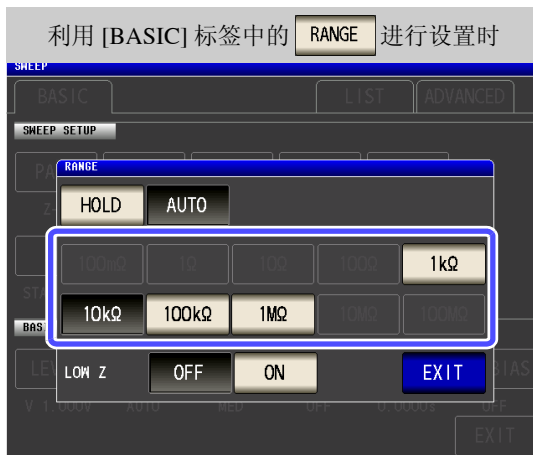 利用 [BASIC] 标签中的 RANGE 进行设置时
SWEEP
BASIC LIST ADVANCED
SWEEP SETUP
RANGE
HOLD AUTO
100mΩ 1Ω 10Ω 100Ω 1kΩ
10kΩ 100kΩ 1MΩ 10MΩ 100MΩ
LOW Z OFF ON EXIT
V 1.000V AUTO MED OFF 0.0000s OFF
EXIT